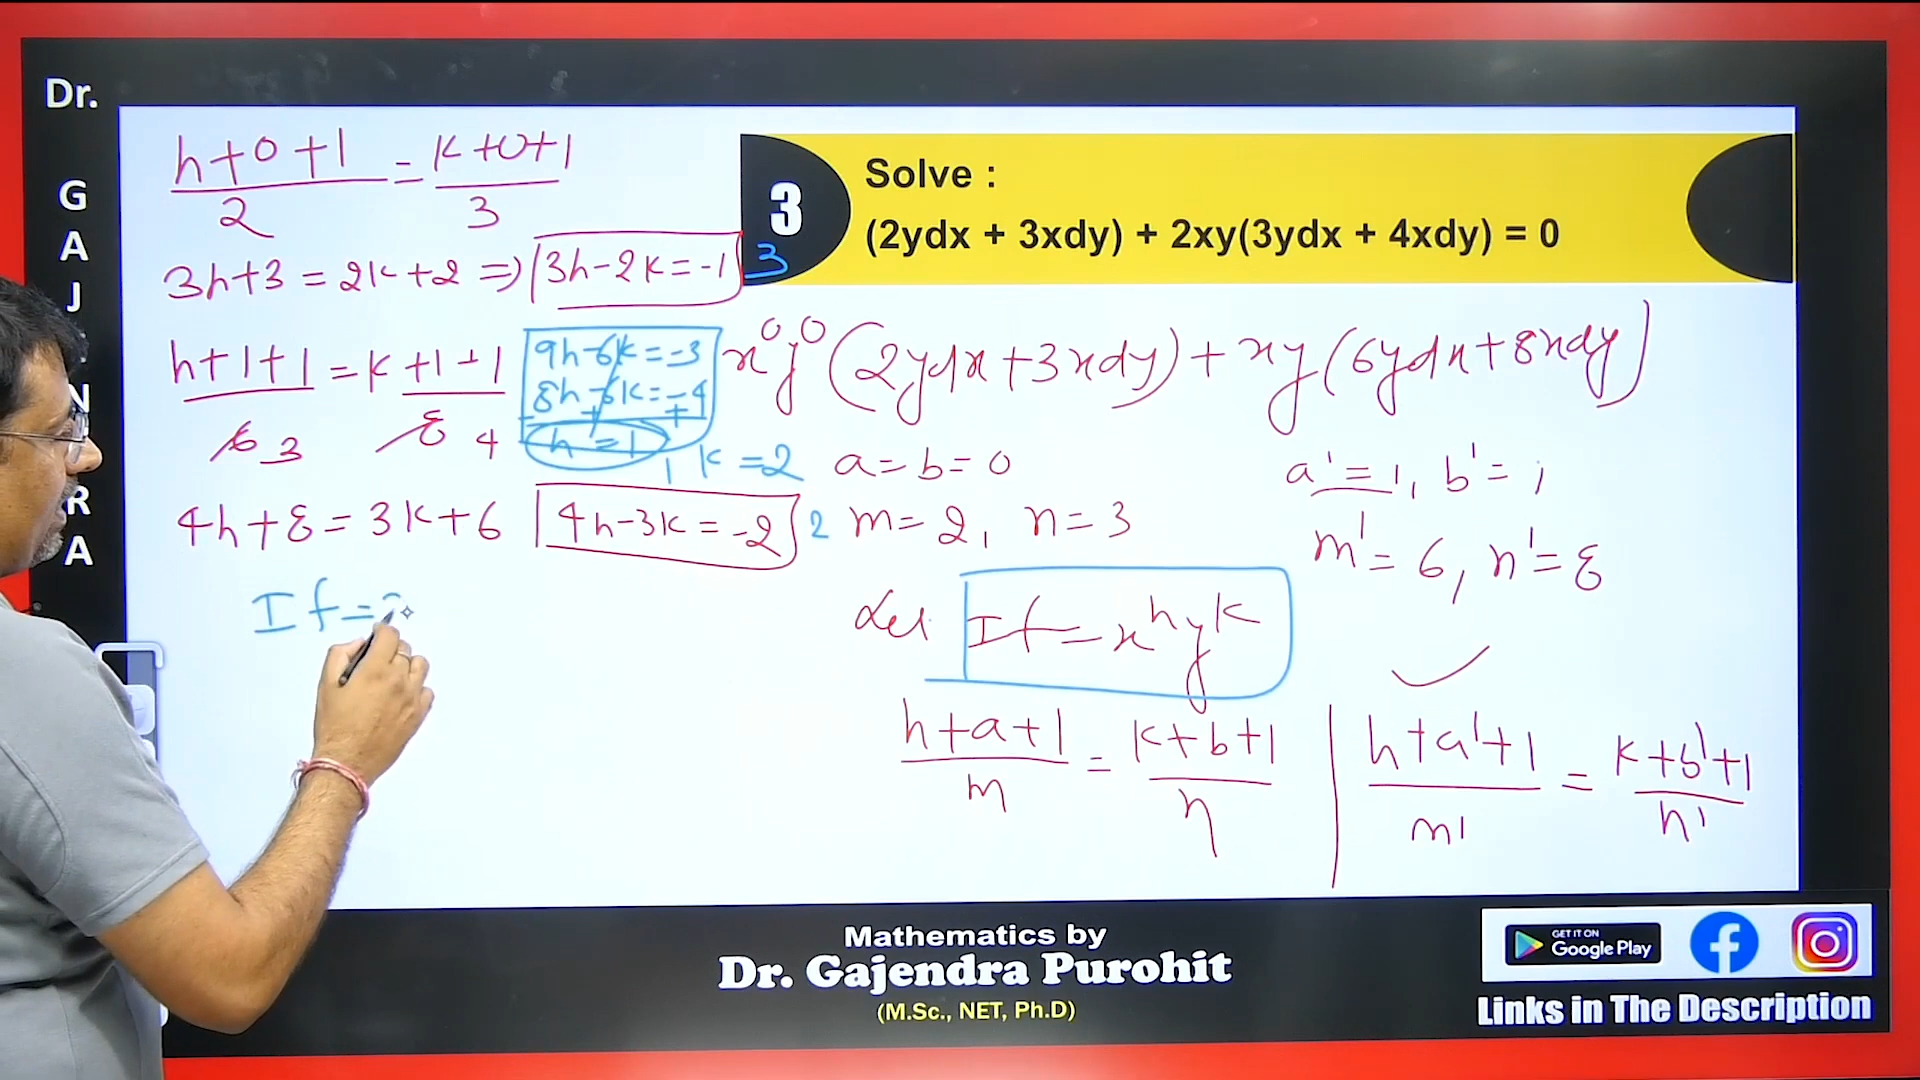 Dr.
G
A
J
N
R
A
3
Solve :
(2ydx + 3xdy) + 2xy(3ydx + 4xdy) = 0
h+0+1/2 = k+0+1/3
3h+3 = 2k+2 => 3h-2k=-1 3
h+1+1/6 3 = k+1+1/8 4
9h-6k=-3
8h-6k=-4
h=1, k=2
4h+8=3k+6 4h-3k=-2 2
If=
x⁰y⁰(2ydx+3xdy)+xy(6ydx+8xdy)
a=b=0
m=2, n=3
a'=1, b'=1
m'=6, n'=8
Let If=xʰyᵏ
h+a+1/m = k+b+1/n | h+a'+1/m' = k+b'+1/n'
Mathematics by
Dr. Gajendra Purohit
(M.Sc., NET, Ph.D)
GET IT ON
Google Play
Links in The Description